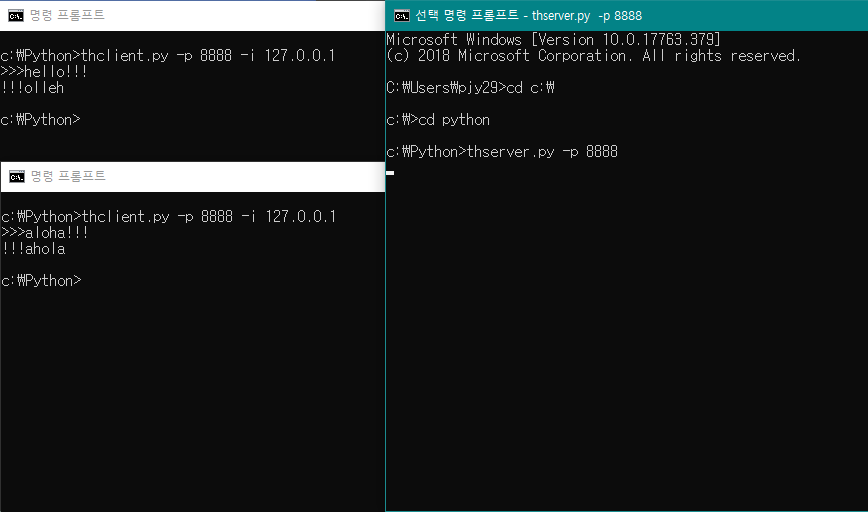 명령 프롬프트
c:\Python>thclient.py -p 8888 -i 127.0.0.1
>>>hello!!!
!!!olleh
c:\Python>
명령 프롬프트
c:\Python>thclient.py -p 8888 -i 127.0.0.1
>>>aloha!!!
!!!ahola
c:\Python>
선택 명령 프롬프트 - thserver.py -p 8888
Microsoft Windows [Version 10.0.17763.379]
(c) 2018 Microsoft Corporation. All rights reserved.
C:₩Users₩pjy29>cd c:₩
c:₩>cd python
c:₩Python>thserver.py -p 8888